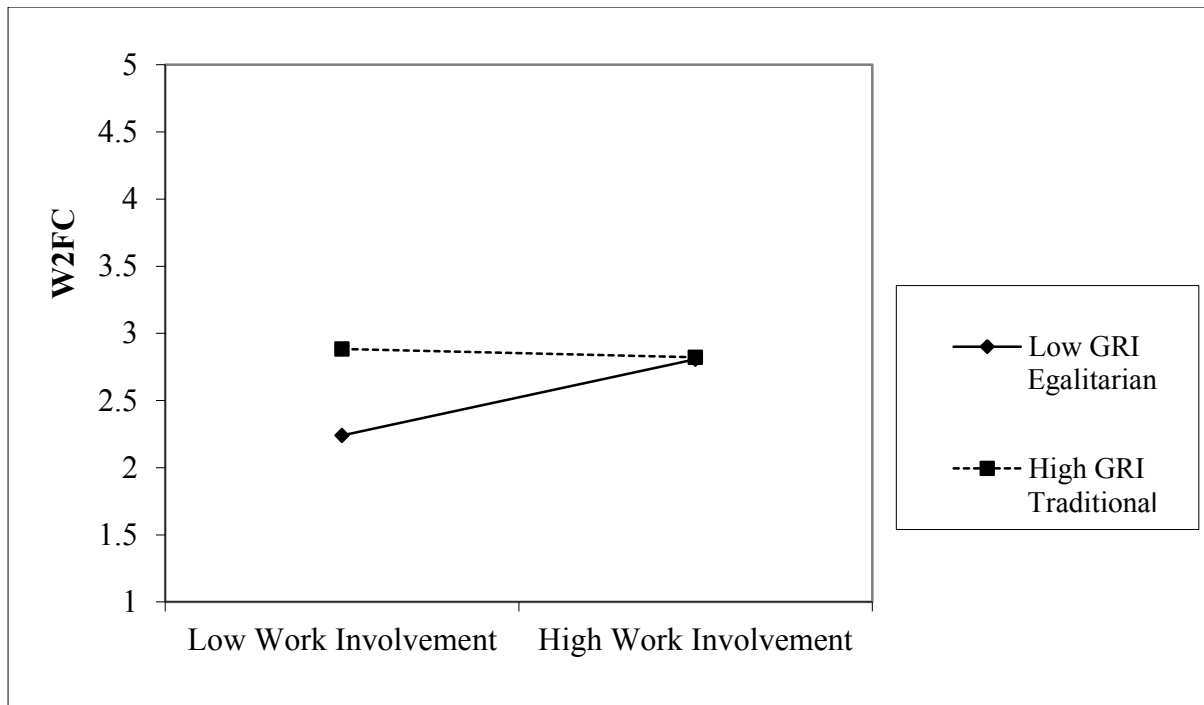 5
4.5
4
3.5
3
2.5
2
1.5
1
W2FC
Low Work Involvement
High Work Involvement
Low GRI
Egalitarian
High GRI
Traditional